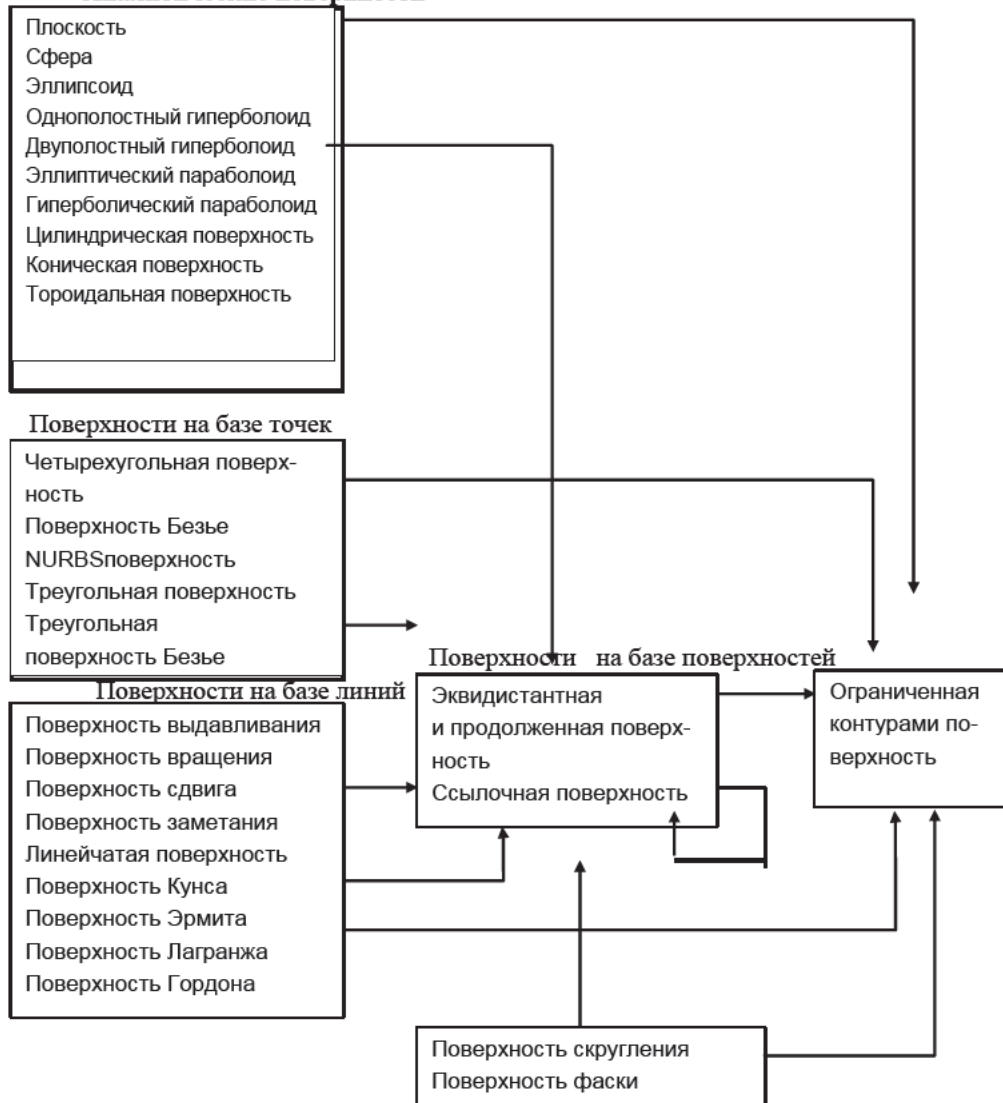 Плоскость
Сфера
Эллипсоид
Однополостный гиперболоид
Двуполостный гиперболоид
Эллиптический параболоид
Гиперболический параболоид
Цилиндрическая поверхность
Коническая поверхность
Тороидальная поверхность
Поверхности на базе точек
Четырехугольная поверх-
ность
Поверхность Безье
NURBSповерхность
Треугольная поверхность
Треугольная
поверхность Безье
Поверхности на базе линий
Поверхность выдавливания
Поверхность вращения
Поверхность сдвига
Поверхность заметания
Линейчатая поверхность
Поверхность Кунса
Поверхность Эрмита
Поверхность Лагранжа
Поверхность Гордона
Поверхности на базе поверхностей
Эквидистантная
и продолженная поверх-
ность
Ссылочная поверхность
Ограниченная
контурами по-
верхность
Поверхность скругления
Поверхность фаски